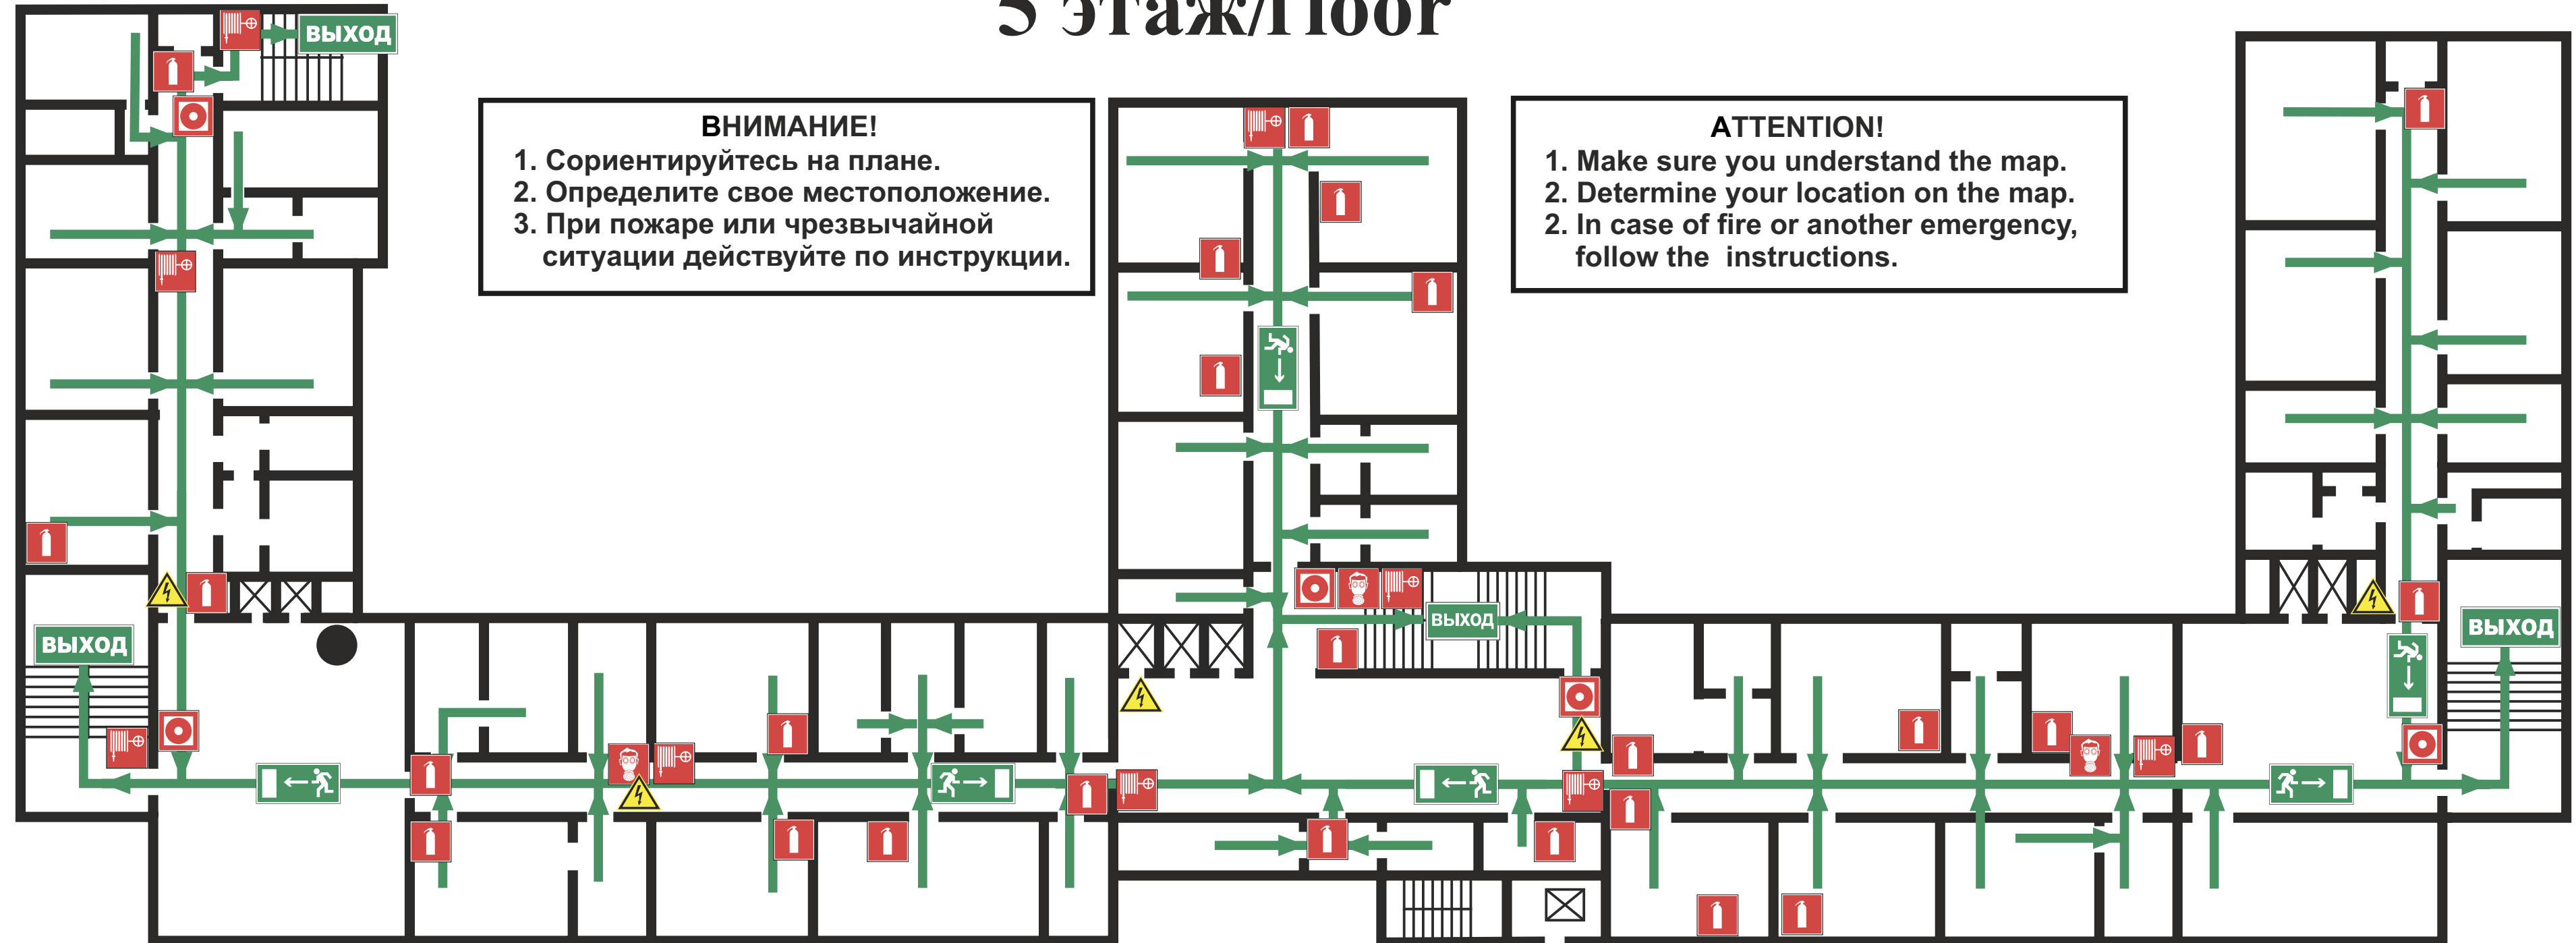 5 этаж/Floor
ВЫХОД
ВНИМАНИЕ!
1. Сориентируйтесь на плане.
2. Определите свое местоположение.
3. При пожаре или чрезвычайной
ситуации действуйте по инструкции.
ATTENTION!
1. Make sure you understand the map.
2. Determine your location on the map.
2. In case of fire or another emergency,
follow the instructions.
ВЫХОД
ВЫХОД
ВЫХОД